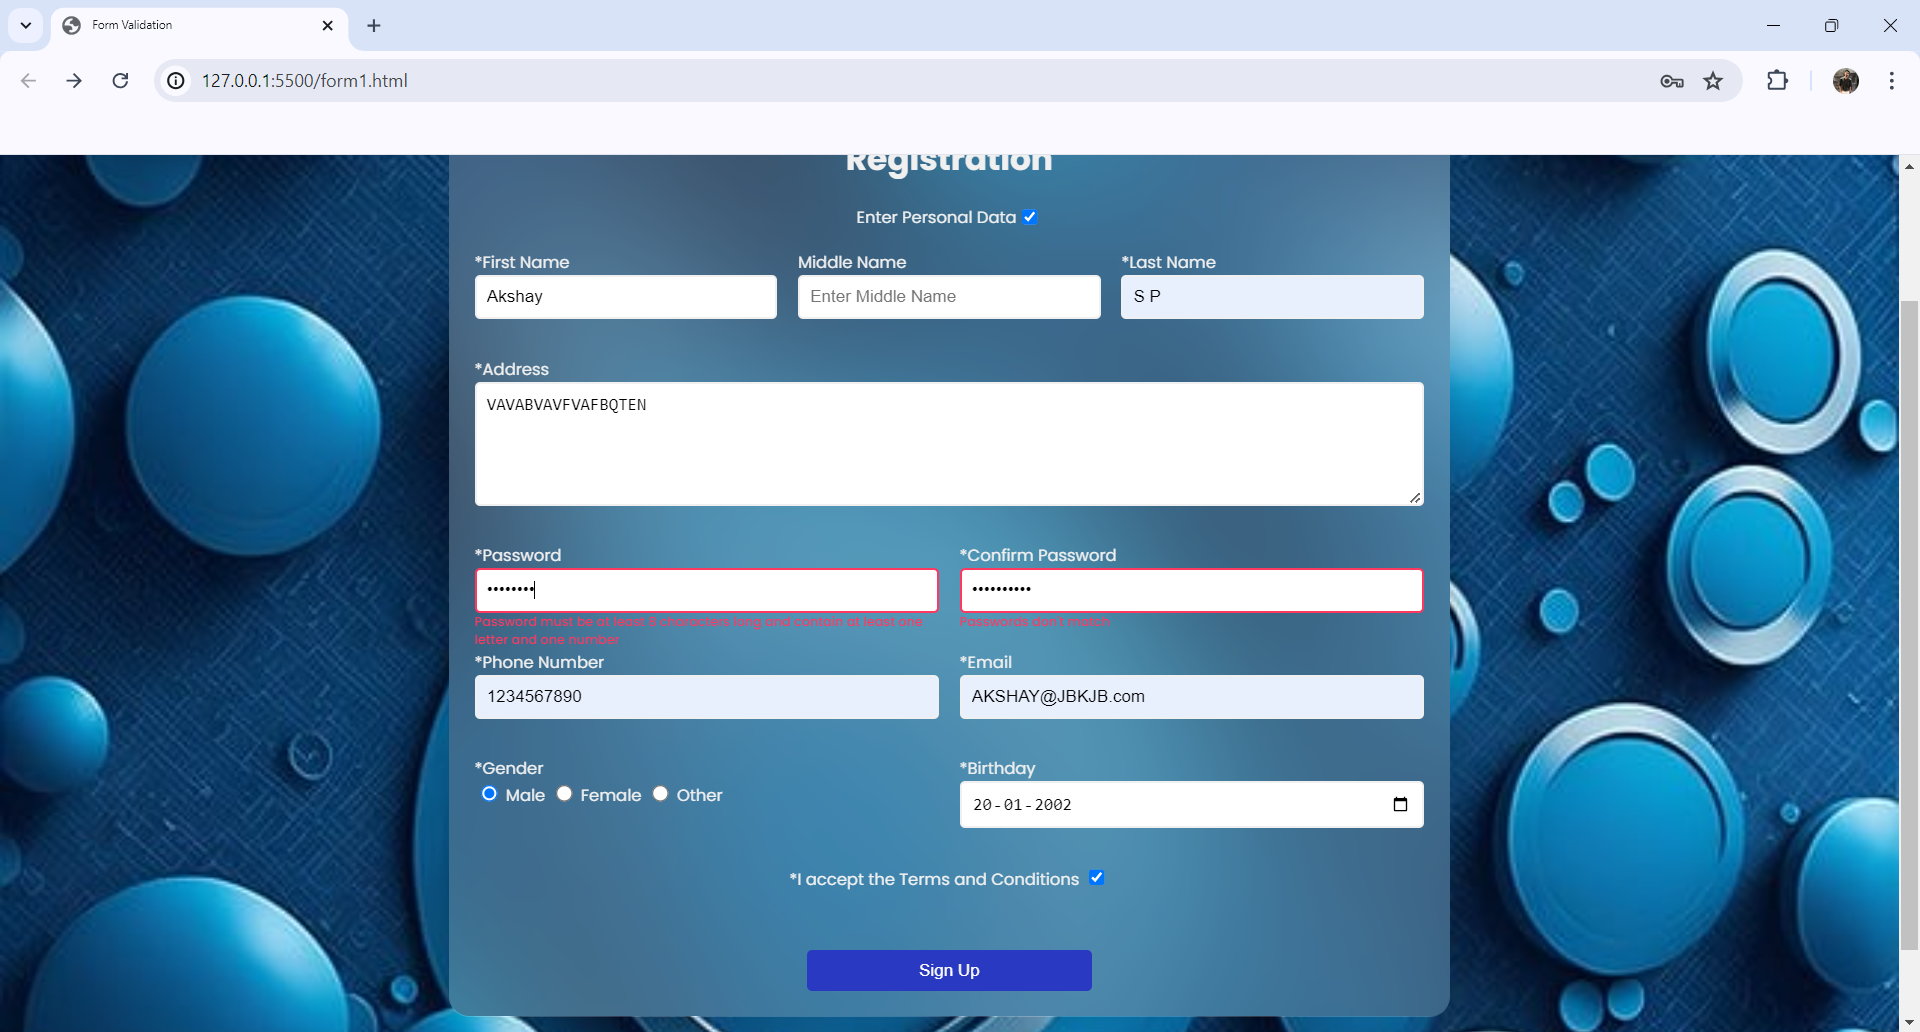 Form Validation
127.0.0.1:5500/form1.html
Registration
Enter Personal Data
*First Name Middle Name *Last Name
Akshay Enter Middle Name S P
*Address
VAVABVAVFVAFBQTEN
*Password *Confirm Password
•••••••• ••••••••••
Password must be at least 8 characters long and contain at least one Passwords don't match
letter and one number
*Phone Number *Email
1234567890 AKSHAY@JBKJB.com
*Gender *Birthday
Male Female Other
20-01-2002
*I accept the Terms and Conditions
Sign Up